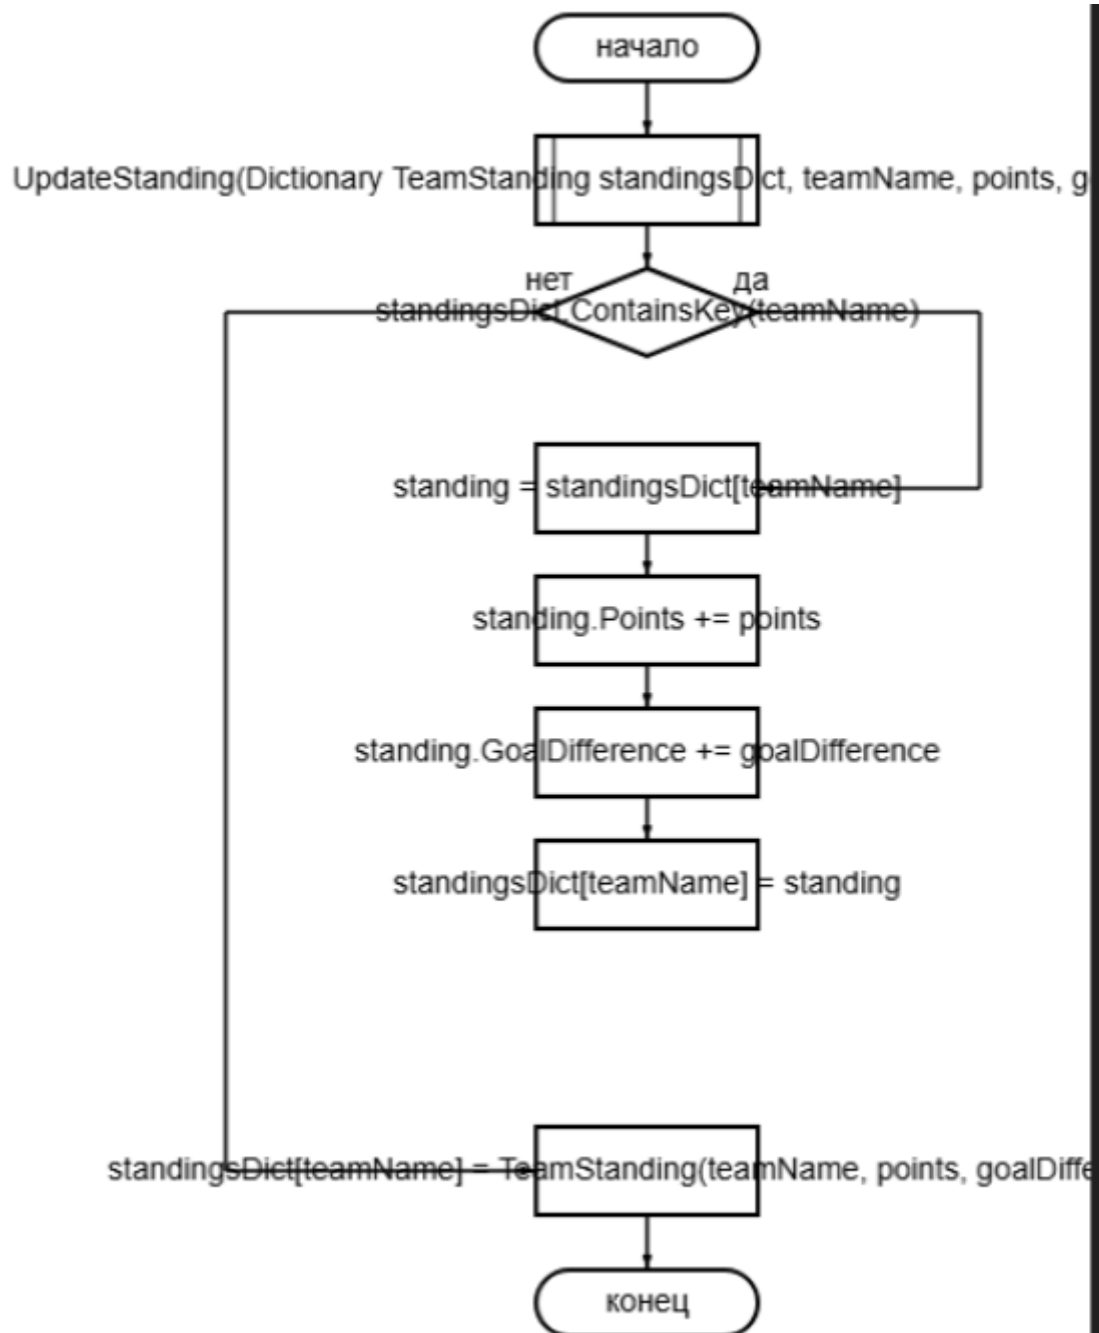 начало
UpdateStanding(Dictionary TeamStanding standingsDict, teamName, points, g
нет
да
standingsDict.ContainsKey(teamName)
standing = standingsDict[teamName]
standing.Points += points
standing.GoalDifference += goalDifference
standingsDict[teamName] = standing
standingsDict[teamName] = TeamStanding(teamName, points, goalDiffe
конец